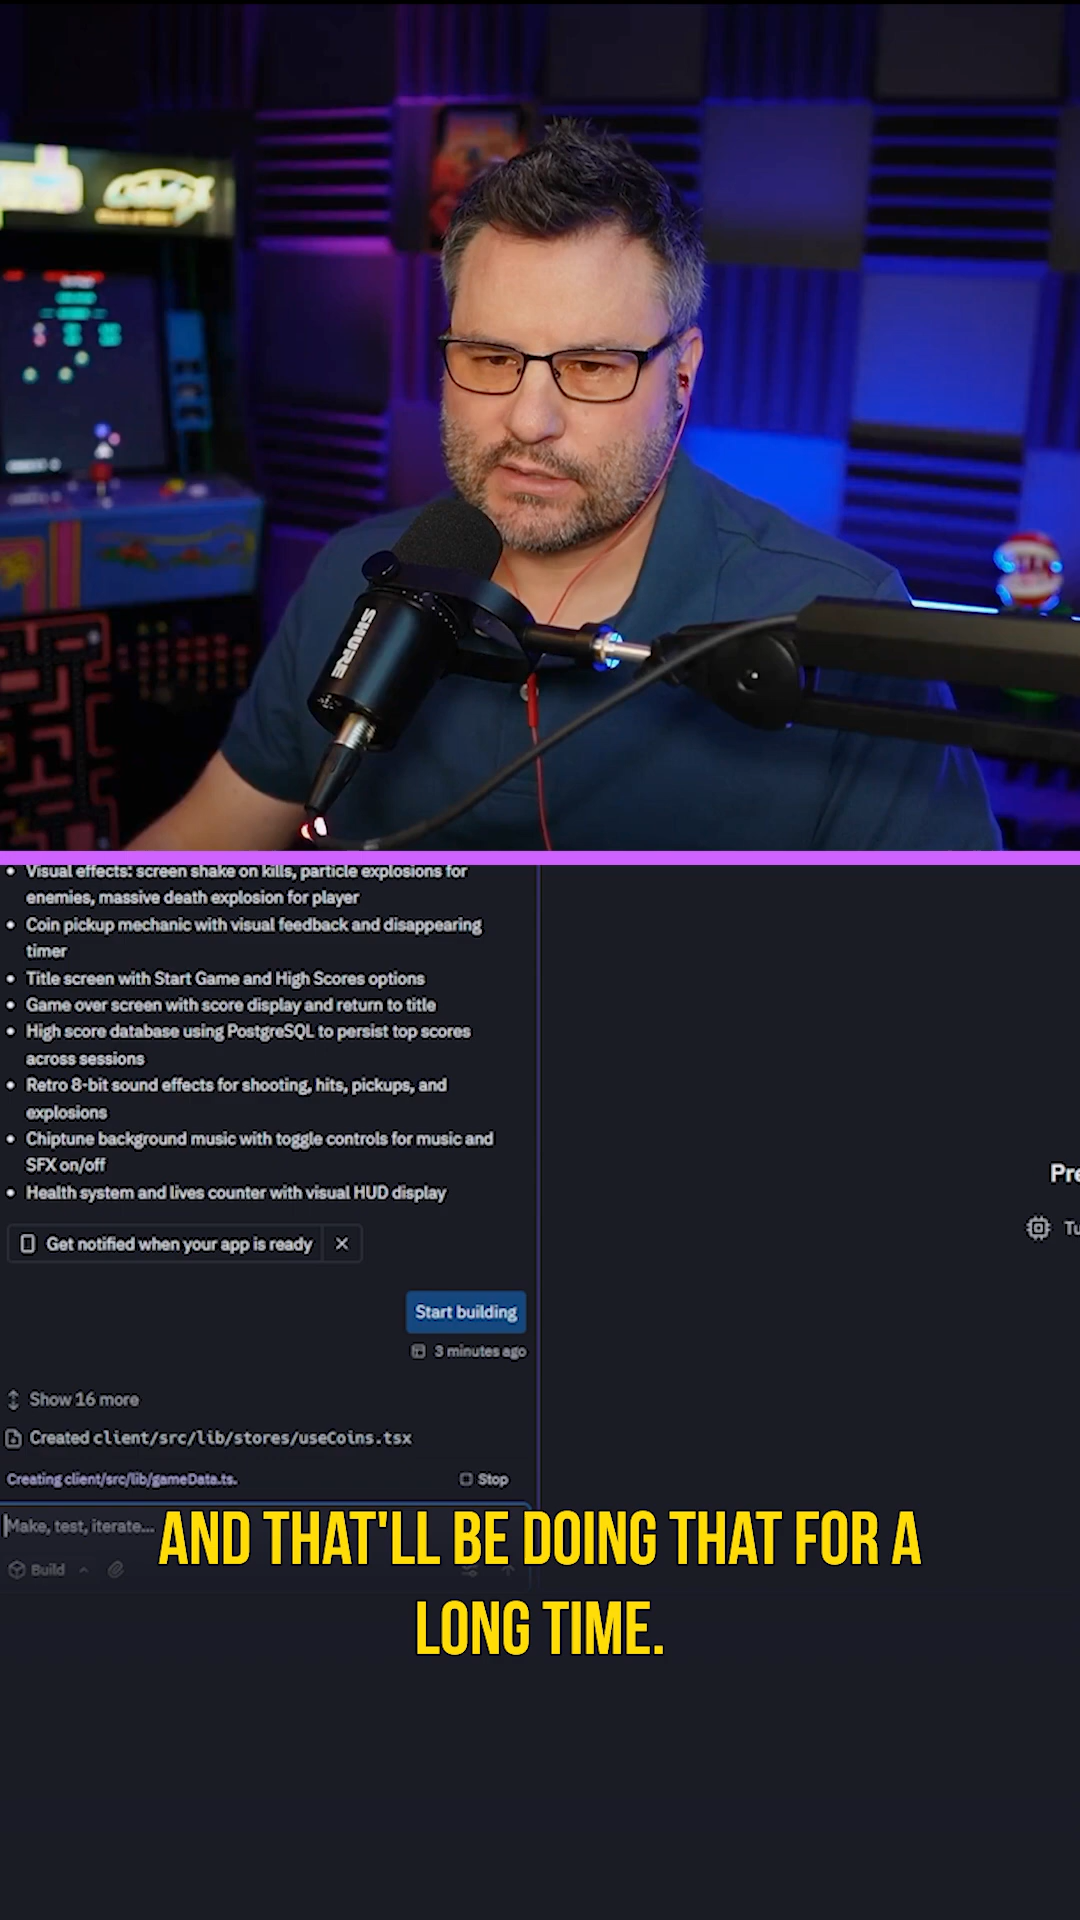 SHURE
Visual effects: screen shake on kills, particle explosions for
enemies, massive death explosion for player
Coin pickup mechanic with visual feedback and disappearing
timer
Title screen with Start Game and High Scores options
Game over screen with score display and return to title
High score database using PostgreSQL to persist top scores
across sessions
Retro 8-bit sound effects for shooting, hits, pickups, and
explosions
Chiptune background music with toggle controls for music and
SFX on/off
Health system and lives counter with visual HUD display
Pre
Tu
Get notified when your app is ready
Start building
3 minutes ago
Show 16 more
Created client/src/lib/stores/useCoins.tsx
Creating client/src/lib/gameData.ts.
Stop
Make, test, iterate...
AND THAT'LL BE DOING THAT FOR A
LONG TIME.
Build